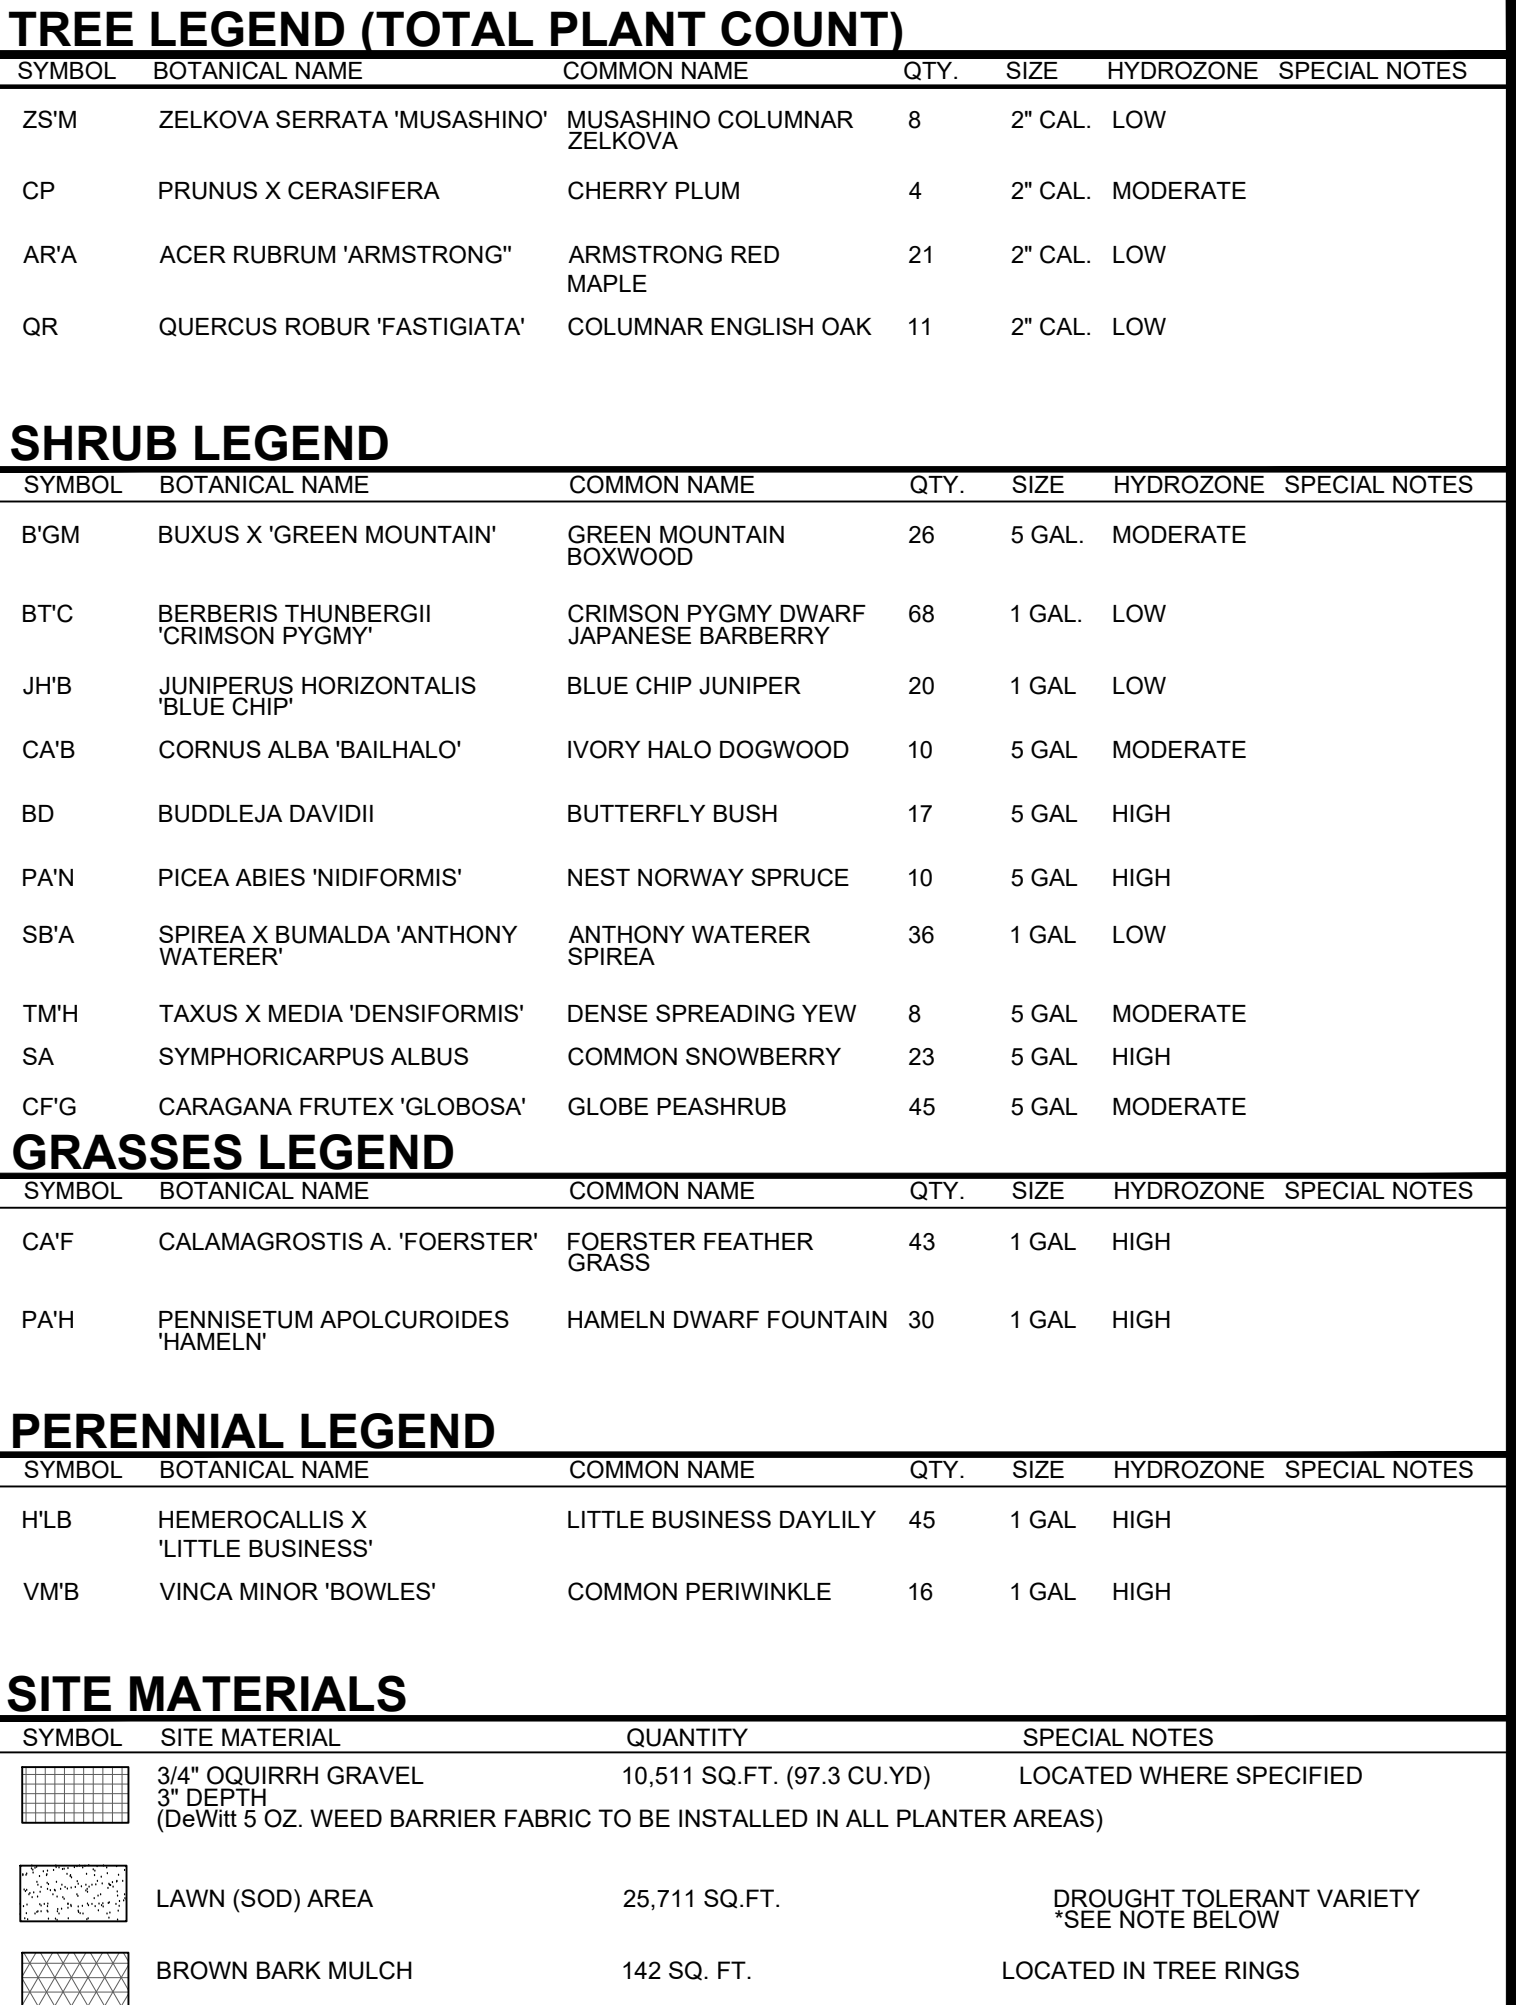 TREE LEGEND (TOTAL PLANT COUNT)
SYMBOL BOTANICAL NAME COMMON NAME QTY. SIZE HYDROZONE SPECIAL NOTES
ZS'M ZELKOVA SERRATA 'MUSASHINO' MUSASHINO COLUMNAR 8 2" CAL. LOW
ZELKOVA
CP PRUNUS X CERASIFERA CHERRY PLUM 4 2" CAL. MODERATE
AR'A ACER RUBRUM 'ARMSTRONG" ARMSTRONG RED 21 2" CAL. LOW
MAPLE
QR QUERCUS ROBUR 'FASTIGIATA' COLUMNAR ENGLISH OAK 11 2" CAL. LOW
SHRUB LEGEND
SYMBOL BOTANICAL NAME COMMON NAME QTY. SIZE HYDROZONE SPECIAL NOTES
B'GM BUXUS X 'GREEN MOUNTAIN' GREEN MOUNTAIN 26 5 GAL. MODERATE
BOXWOOD
BT'C BERBERIS THUNBERGII CRIMSON PYGMY DWARF 68 1 GAL. LOW
'CRIMSON PYGMY' JAPANESE BARBERRY
JH'B JUNIPERUS HORIZONTALIS BLUE CHIP JUNIPER 20 1 GAL LOW
'BLUE CHIP'
CA'B CORNUS ALBA 'BAILHALO' IVORY HALO DOGWOOD 10 5 GAL MODERATE
BD BUDDLEJA DAVIDII BUTTERFLY BUSH 17 5 GAL HIGH
PA'N PICEA ABIES 'NIDIFORMIS' NEST NORWAY SPRUCE 10 5 GAL HIGH
SB'A SPIREA X BUMALDA 'ANTHONY ANTHONY WATERER 36 1 GAL LOW
WATERER' SPIREA
TM'H TAXUS X MEDIA 'DENSIFORMIS' DENSE SPREADING YEW 8 5 GAL MODERATE
SA SYMPHORICARPUS ALBUS COMMON SNOWBERRY 23 5 GAL HIGH
CF'G CARAGANA FRUTEX 'GLOBOSA' GLOBE PEASHRUB 45 5 GAL MODERATE
GRASSES LEGEND
SYMBOL BOTANICAL NAME COMMON NAME QTY. SIZE HYDROZONE SPECIAL NOTES
CA'F CALAMAGROSTIS A. 'FOERSTER' FOERSTER FEATHER 43 1 GAL HIGH
GRASS
PA'H PENNISETUM APOLCUROIDES HAMELN DWARF FOUNTAIN 30 1 GAL HIGH
'HAMELN'
PERENNIAL LEGEND
SYMBOL BOTANICAL NAME COMMON NAME QTY. SIZE HYDROZONE SPECIAL NOTES
H'LB HEMEROCALLIS X LITTLE BUSINESS DAYLILY 45 1 GAL HIGH
'LITTLE BUSINESS'
VM'B VINCA MINOR 'BOWLES' COMMON PERIWINKLE 16 1 GAL HIGH
SITE MATERIALS
SYMBOL SITE MATERIAL QUANTITY SPECIAL NOTES
3/4" OQUIRRH GRAVEL 10,511 SQ.FT. (97.3 CU.YD) LOCATED WHERE SPECIFIED
3" DEPTH
(DeWitt 5 OZ. WEED BARRIER FABRIC TO BE INSTALLED IN ALL PLANTER AREAS)
LAWN (SOD) AREA 25,711 SQ.FT. DROUGHT TOLERANT VARIETY
*SEE NOTE BELOW
BROWN BARK MULCH 142 SQ. FT. LOCATED IN TREE RINGS